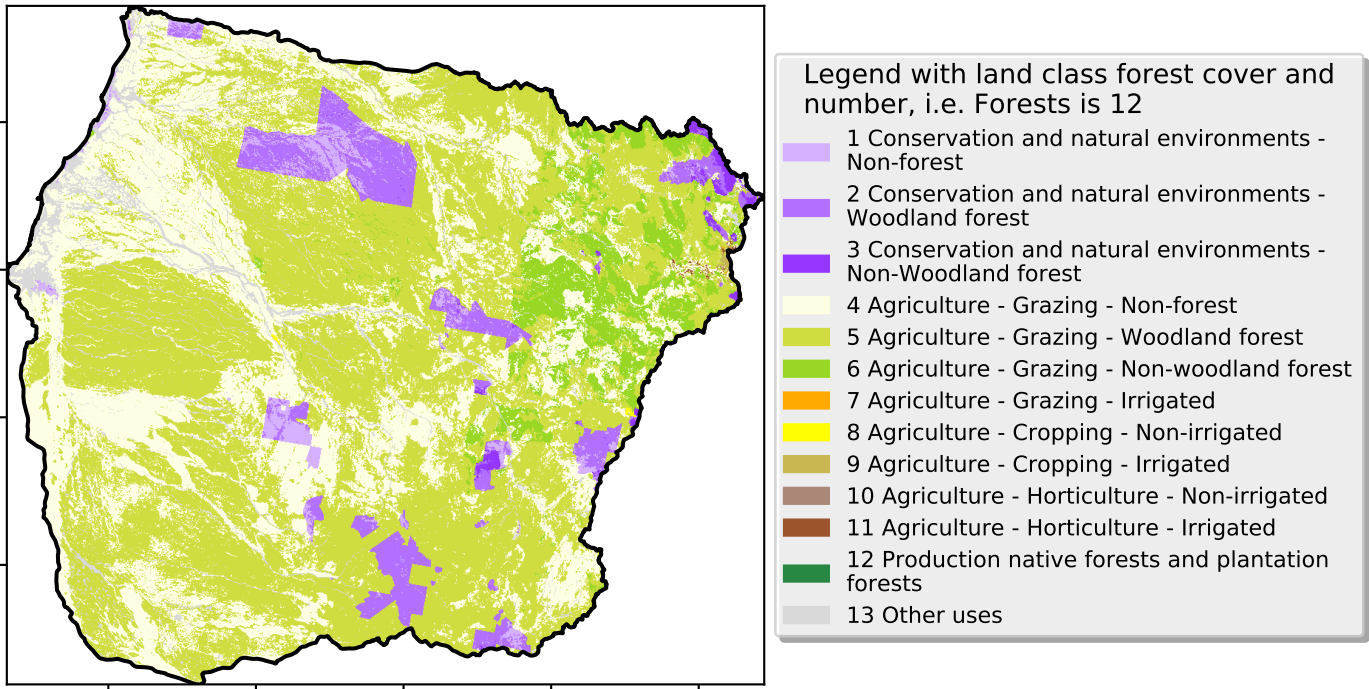 Legend with land class forest cover and
number, i.e. Forests is 12
1 Conservation and natural environments -
Non-forest
2 Conservation and natural environments -
Woodland forest
3 Conservation and natural environments -
Non-Woodland forest
4 Agriculture - Grazing - Non-forest
5 Agriculture - Grazing - Woodland forest
6 Agriculture - Grazing - Non-woodland forest
7 Agriculture - Grazing - Irrigated
8 Agriculture - Cropping - Non-irrigated
9 Agriculture - Cropping - Irrigated
10 Agriculture - Horticulture - Non-irrigated
11 Agriculture - Horticulture - Irrigated
12 Production native forests and plantation
forests
13 Other uses